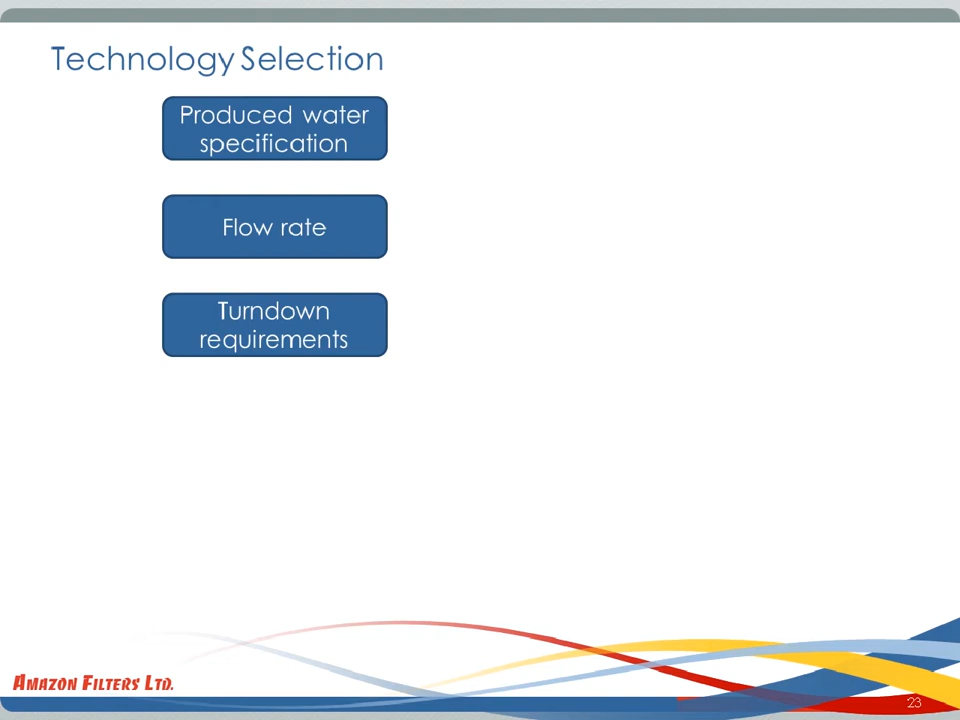 Technology Selection
Produced water
specification
Flow rate
Turndown
requirements
AMAZON FILTERS LTD.
23